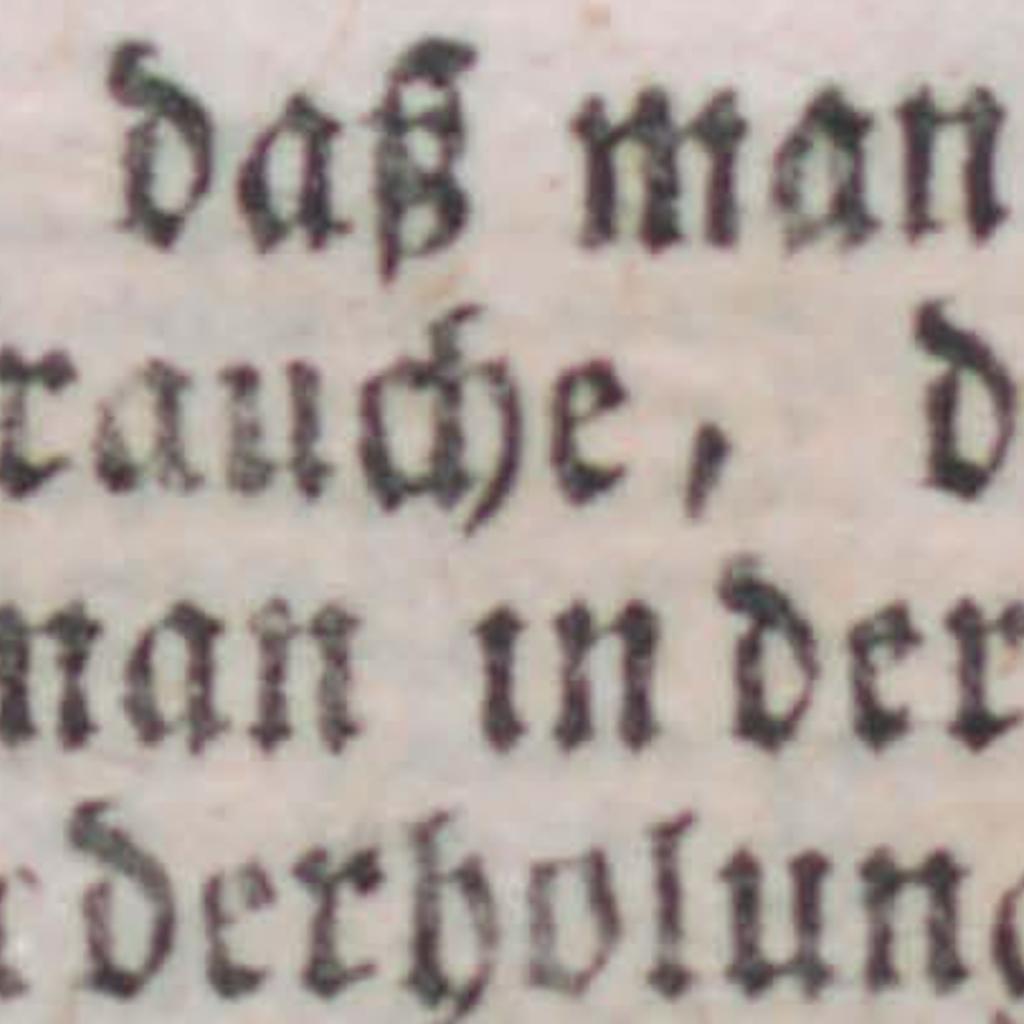 daß man
rauche, d
man in der
derholung